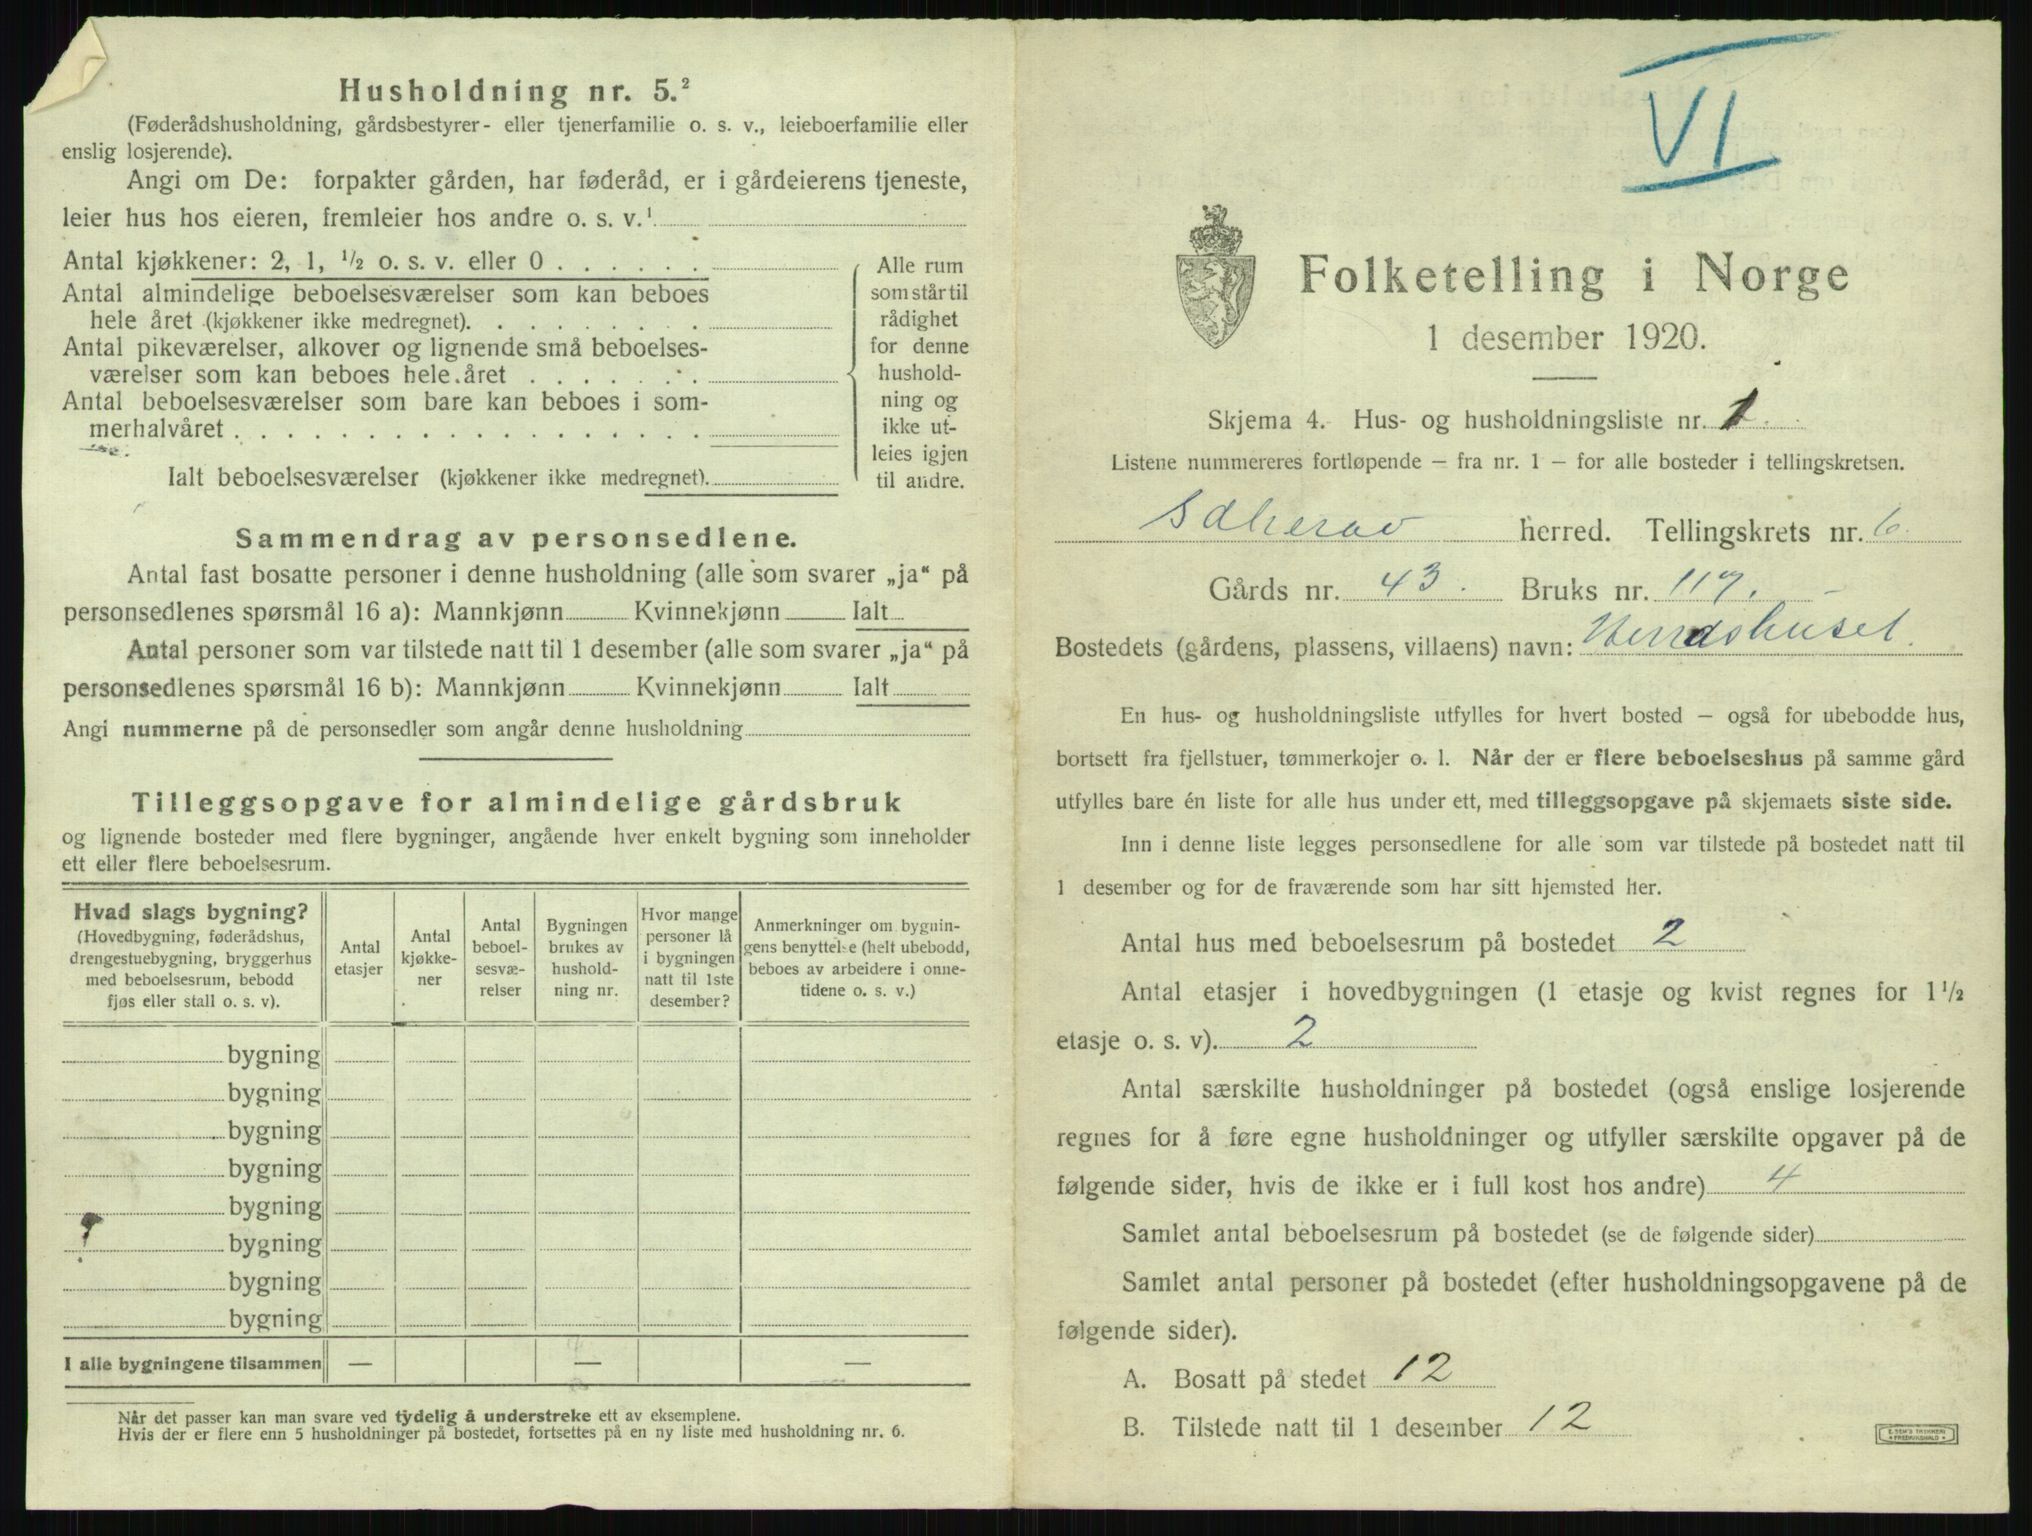 Husholdning nr. 5.²
(Føderådshusholdning, gårdsbestyrer- eller tjenerfamilie o. s. v., leieboerfamilie eller
enslig losjerende).
Angi om De: forpakter gården, har føderåd, er i gårdeierens tjeneste,
leier hus hos eieren, fremleier hos andre o. s. v.¹
Antal kjøkkener: 2, 1, ½ o. s. v. eller 0
Antal almindelige beboelsesværelser som kan beboes
hele året (kjøkkener ikke medregnet).
Antal pikeværelser, alkover og lignende små beboelses-
værelser som kan beboes hele året
Antal beboelsesværelser som bare kan beboes i som-
merhalvåret
Ialt beboelsesværelser (kjøkkener ikke medregnet).
Alle rum
som står til
rådighet
for denne
hushold-
ning og
ikke ut-
leies igjen
til andre.
Sammendrag av personsedlene.
Antal fast bosatte personer i denne husholdning (alle som svarer „ja“ på
personsedlenes spørsmål 16 a): Mannkjønn Kvinnekjønn Ialt
Antal personer som var tilstede natt til 1 desember (alle som svarer „ja“ på
personsedlenes spørsmål 16 b): Mannkjønn Kvinnekjønn Ialt
Angi nummerne på de personsedler som angår denne husholdning
Tilleggsopgave for almindelige gårdsbruk
og lignende bosteder med flere bygninger, angående hver enkelt bygning som inneholder
ett eller flere beboelsesrum.
Hvad slags bygning?
(Hovedbygning, føderådshus,
drengestuebygning, bryggerhus
med beboelsesrum, bebodd
fjøs eller stall o. s. v).
Antal
etasjer
Antal
kjøkke-
ner
Antal
beboel-
sesvæ-
relser
Bygningen
brukes av
hushold-
ning nr.
Hvor mange
personer lå
i bygningen
natt til 1ste
desember?
Anmerkninger om bygnin-
gens benyttelse (helt ubebodd,
beboes av arbeidere i onne-
tidene o. s. v.)
bygning
bygning
bygning
bygning
bygning
bygning
bygning
bygning
I alle bygningene tilsammen — — —
Når det passer kan man svare ved tydelig å understreke ett av eksemplene.
Hvis der er flere enn 5 husholdninger på bostedet, fortsettes på en ny liste med husholdning nr. 6.
VI
Folketelling i Norge
1 desember 1920.
Skjema 4. Hus- og husholdningsliste nr. 1.
Listene nummereres fortløpende – fra nr. 1 – for alle bosteder i tellingskretsen.
herred. Tellingskrets nr. 6.
Gårds nr. 43. Bruks nr. 117.
Bostedets (gårdens, plassens, villaens) navn: Herredshuset.
En hus- og husholdningsliste utfylles for hvert bosted – også for ubebodde hus,
bortsett fra fjellstuer, tømmerkojer o. l. Når der er flere beboelseshus på samme gård
utfylles bare én liste for alle hus under ett, med tilleggsopgave på skjemaets siste side.
Inn i denne liste legges personsedlene for alle som var tilstede på bostedet natt til
1 desember og for de fraværende som har sitt hjemsted her.
Antal hus med beboelsesrum på bostedet 2
Antal etasjer i hovedbygningen (1 etasje og kvist regnes for 1½
etasje o. s. v). 2
Antal særskilte husholdninger på bostedet (også enslige losjerende
regnes for å føre egne husholdninger og utfyller særskilte opgaver på de
følgende sider, hvis de ikke er i full kost hos andre) 4
Samlet antal beboelsesrum på bostedet (se de følgende sider)
Samlet antal personer på bostedet (efter husholdningsopgavene på de
følgende sider).
A. Bosatt på stedet 12
B. Tilstede natt til 1 desember 12